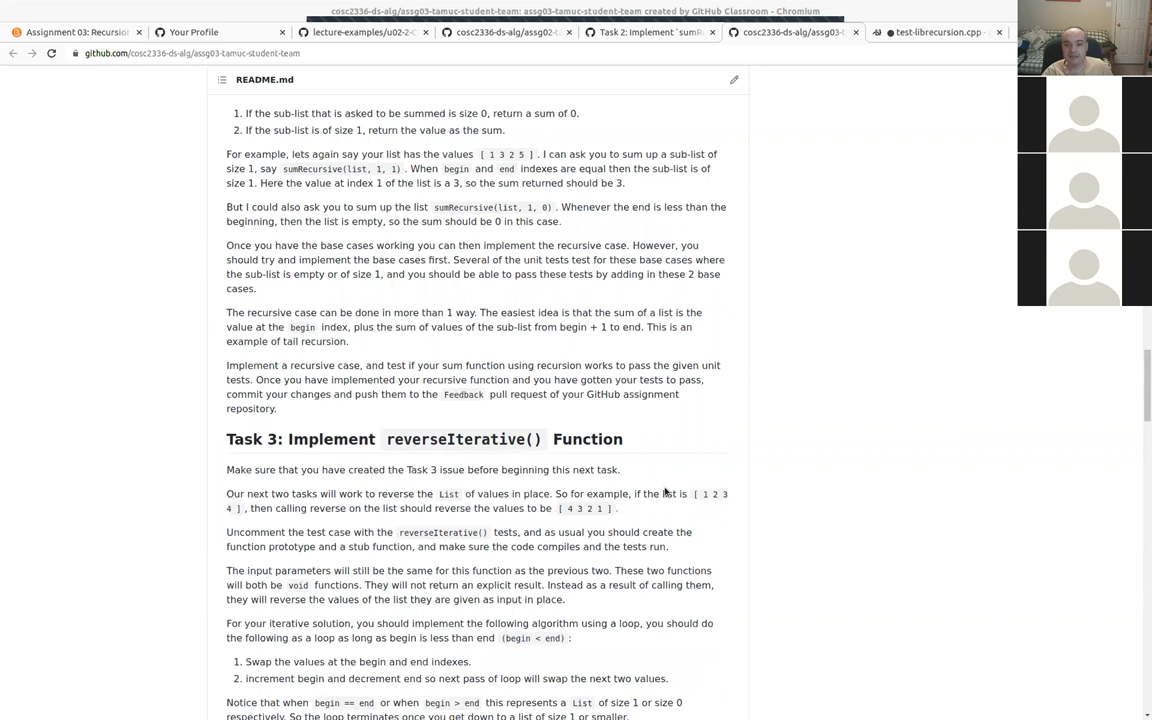 cosc2336-ds-alg/assg03-tamuc-student-team: assg03-tamuc-student-team created by GitHub Classroom - Chromium
Assignment 03: Recursion
Your Profile
lecture-examples/u02-2-C
cosc2336-ds-alg/assg02-t
Task 2: Implement `sumR
cosc2336-ds-alg/assg03-t
test-librecursion.cpp -
github.com/cosc2336-ds-alg/assg03-tamuc-student-team
README.md
1. If the sub-list that is asked to be summed is size 0, return a sum of 0.
2. If the sub-list is of size 1, return the value as the sum.
For example, lets again say your list has the values [ 1 3 2 5 ]. I can ask you to sum up a sub-list of
size 1, say sumRecursive(list, 1, 1). When begin and end indexes are equal then the sub-list is of
size 1. Here the value at index 1 of the list is a 3, so the sum returned should be 3.
But I could also ask you to sum up the list sumRecursive(list, 1, 0). Whenever the end is less than the
beginning, then the list is empty, so the sum should be 0 in this case.
Once you have the base cases working you can then implement the recursive case. However, you
should try and implement the base cases first. Several of the unit tests test for these base cases where
the sub-list is empty or of size 1, and you should be able to pass these tests by adding in these 2 base
cases.
The recursive case can be done in more than 1 way. The easiest idea is that the sum of a list is the
value at the begin index, plus the sum of values of the sub-list from begin + 1 to end. This is an
example of tail recursion.
Implement a recursive case, and test if your sum function using recursion works to pass the given unit
tests. Once you have implemented your recursive function and you have gotten your tests to pass,
commit your changes and push them to the Feedback pull request of your GitHub assignment
repository.
Task 3: Implement reverseIterative() Function
Make sure that you have created the Task 3 issue before beginning this next task.
Our next two tasks will work to reverse the List of values in place. So for example, if the list is [ 1 2 3
4 ], then calling reverse on the list should reverse the values to be [ 4 3 2 1 ].
Uncomment the test case with the reverseIterative() tests, and as usual you should create the
function prototype and a stub function, and make sure the code compiles and the tests run.
The input parameters will still be the same for this function as the previous two. These two functions
will both be void functions. They will not return an explicit result. Instead as a result of calling them,
they will reverse the values of the list they are given as input in place.
For your iterative solution, you should implement the following algorithm using a loop, you should do
the following as a loop as long as begin is less than end (begin < end):
1. Swap the values at the begin and end indexes.
2. increment begin and decrement end so next pass of loop will swap the next two values.
Notice that when begin == end or when begin > end this represents a List of size 1 or size 0
respectively. So the loop terminates once you get down to a list of size 1 or smaller.